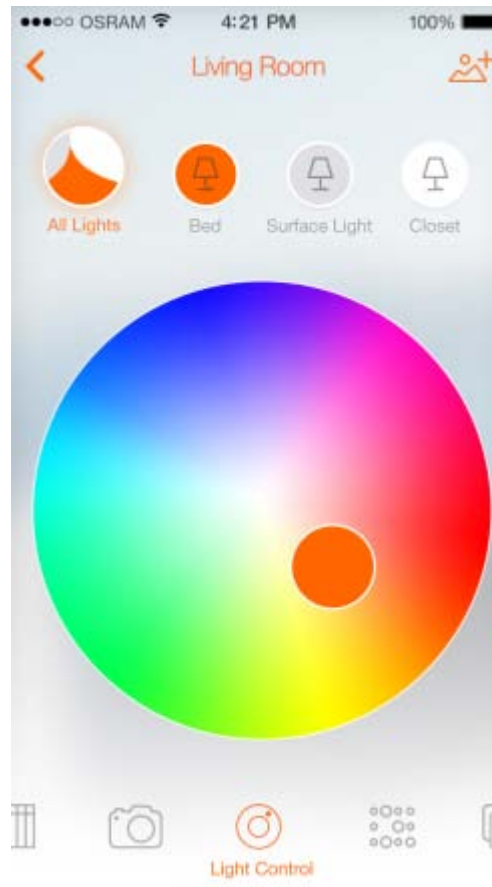 OSRAM 4:21 PM 100%
Living Room
All Lights Bed Surface Light Closet
Light Control